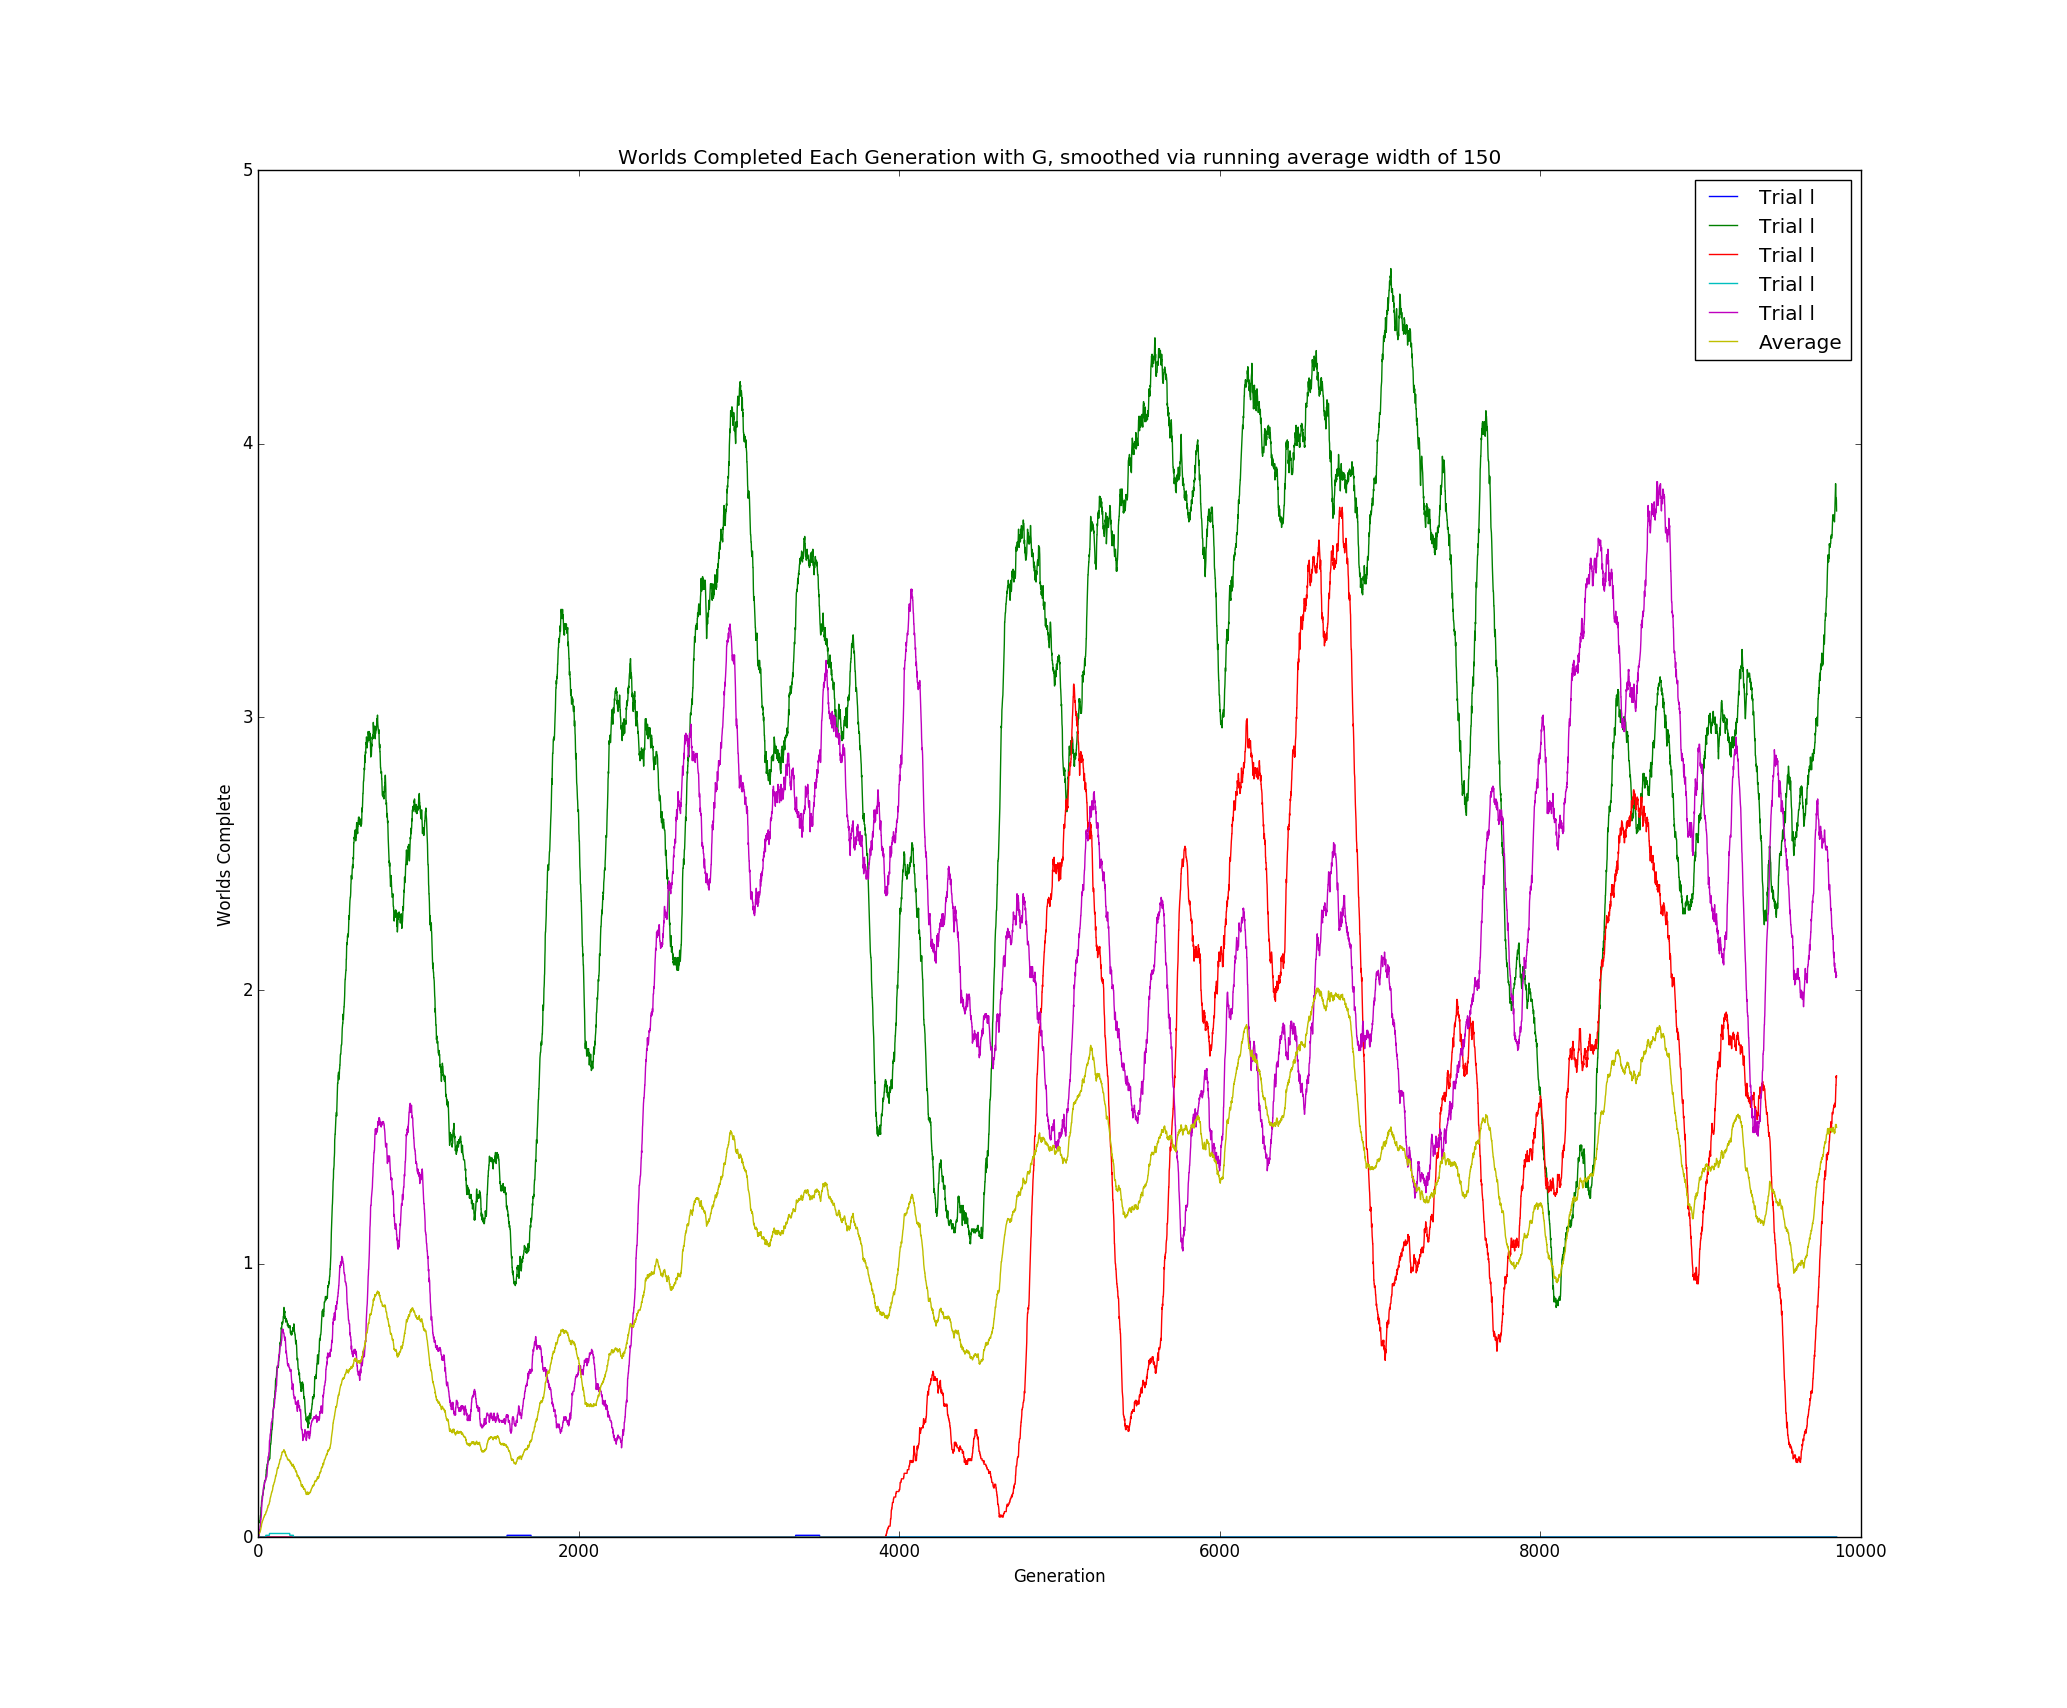 Worlds Completed Each Generation with G, smoothed via running average width of 150
5
4
3
2
1
0
Worlds Complete
Trial l
Trial l
Trial l
Trial l
Trial l
Average
0 2000 4000 6000 8000 10000
Generation